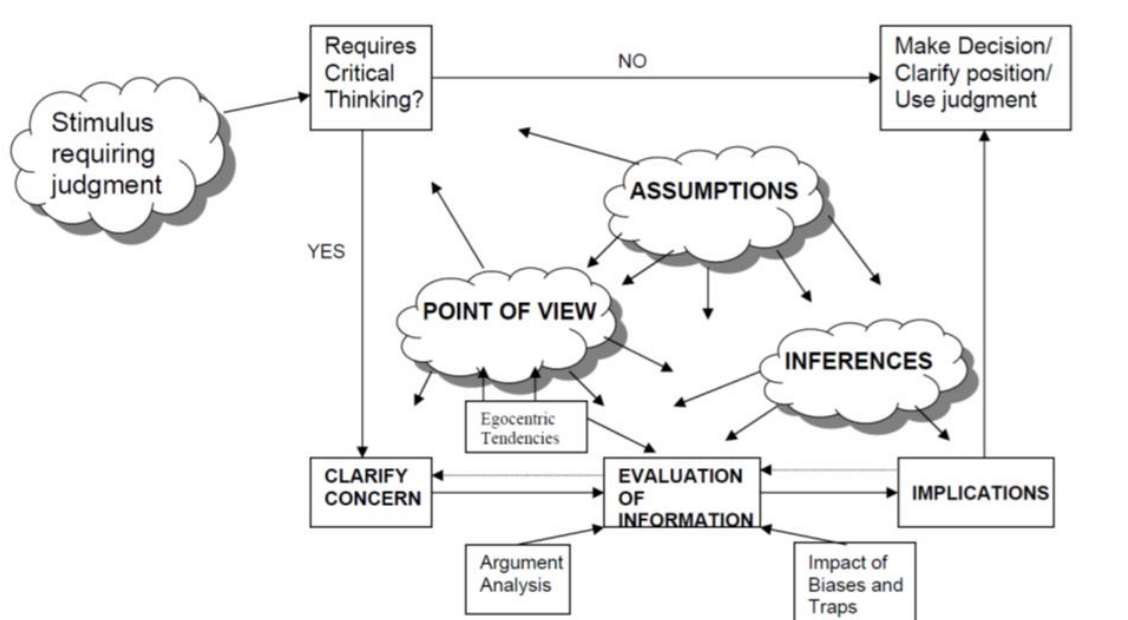 Requires
Critical
Thinking?
NO
Make Decision/
Clarify position/
Use judgment
Stimulus
requiring
judgment
ASSUMPTIONS
YES
POINT OF VIEW
INFERENCES
Egocentric
Tendencies
CLARIFY
CONCERN
EVALUATION
OF
INFORMATION
IMPLICATIONS
Argument
Analysis
Impact of
Biases and
Traps